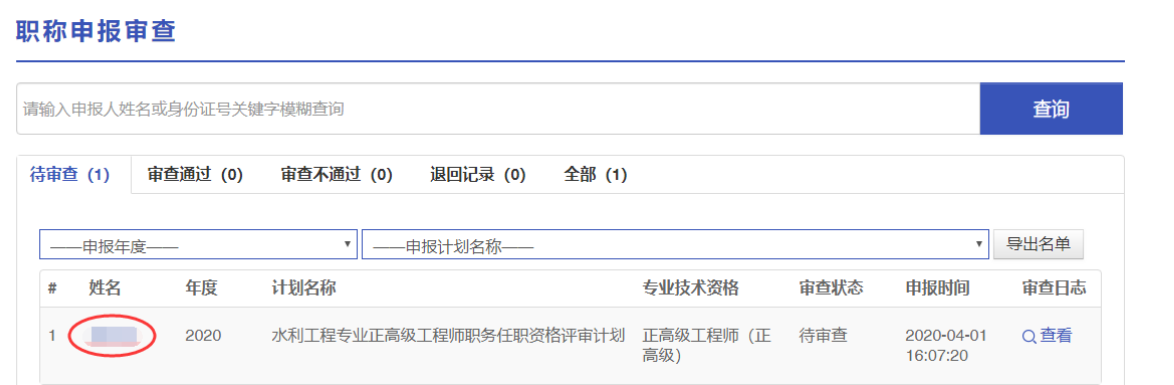 职称申报审查
请输入申报人姓名或身份证号关键字模糊查询 查询
待审查（1） 审查通过（0） 审查不通过（0） 退回记录（0） 全部（1）
——申报年度—— ——申报计划名称—— 导出名单
# 姓名 年度 计划名称 专业技术资格 审查状态 申报时间 审查日志
1 2020 水利工程专业正高级工程师职务任职资格评审计划 正高级工程师（正 待审查 2020-04-01 查看
高级） 16:07:20